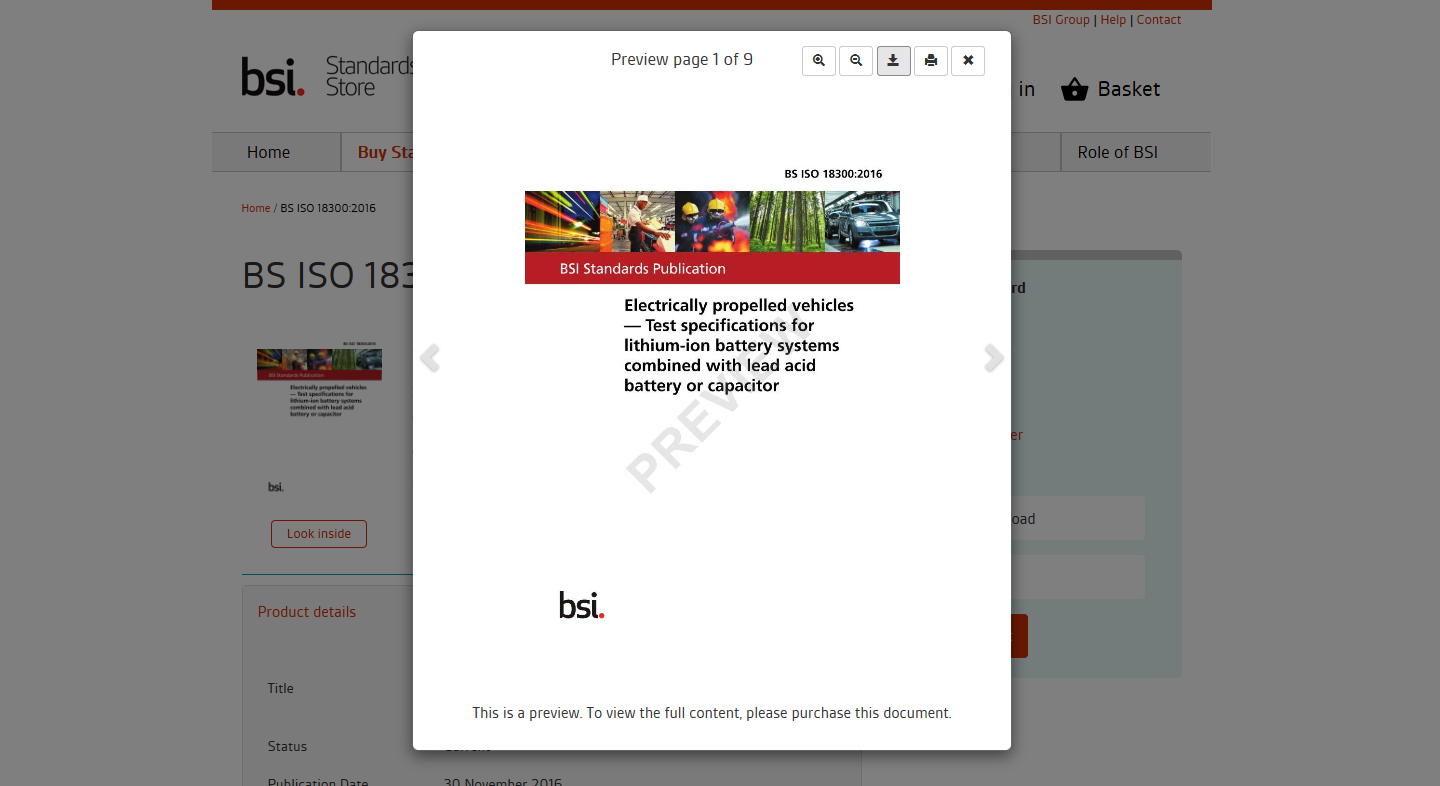 BSI Group | Help | Contact
bsi.
Standards
Store
in
Basket
Home
Buy
Role of BSI
Home / BS ISO 18300:2016
BS ISO
BS ISO 18300:2016
BSI Standards Publication
Electrically propelled vehicles
— Test specifications for
lithium-ion battery systems
combined with lead acid
battery or capacitor
bsi.
Look inside
Product details
Title
Status
Publication Date
30 November 2016
Preview page 1 of 9
BS ISO 18300:2016
BSI Standards Publication
Electrically propelled vehicles
— Test specifications for
lithium-ion battery systems
combined with lead acid
battery or capacitor
PREVIEW
bsi.
This is a preview. To view the full content, please purchase this document.